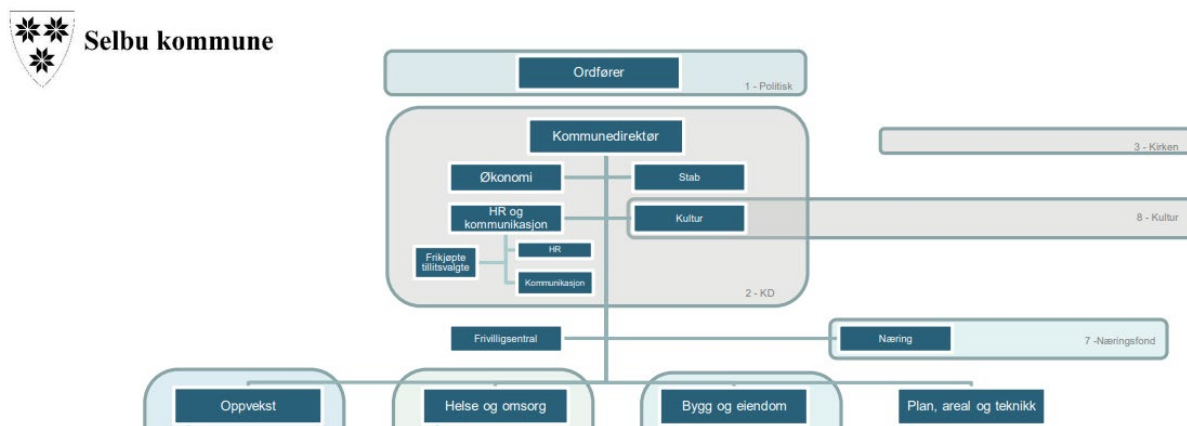 Selbu kommune
Ordfører
1 - Politisk
Kommunedirektør
3 - Kirken
Økonomi
Stab
HR og
kommunikasjon
Kultur
8 - Kultur
Frikjøpte
tillitsvalgte
HR
Kommunikasjon
2 - KD
Frivilligsentral
Næring
7 -Næringsfond
Oppvekst
Helse og omsorg
Bygg og eiendom
Plan, areal og teknikk